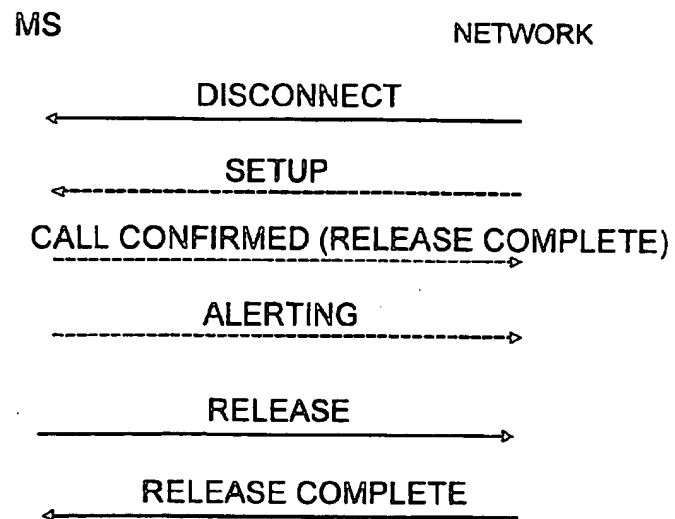 MS
NETWORK
DISCONNECT
SETUP
CALL CONFIRMED (RELEASE COMPLETE)
ALERTING
RELEASE
RELEASE COMPLETE